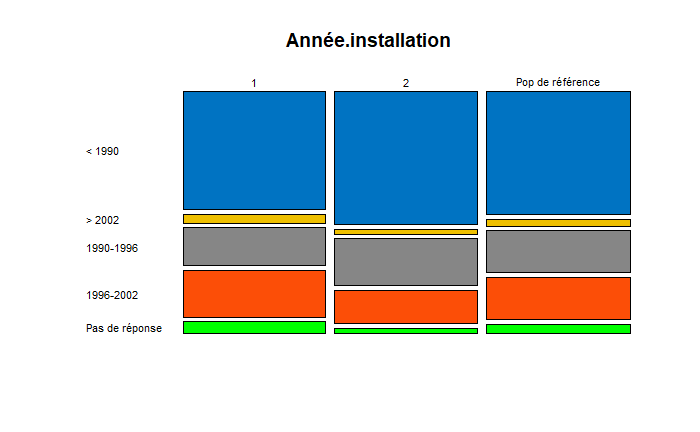 Année.installation
1
2
Pop de référence
< 1990
> 2002
1990-1996
1996-2002
Pas de réponse